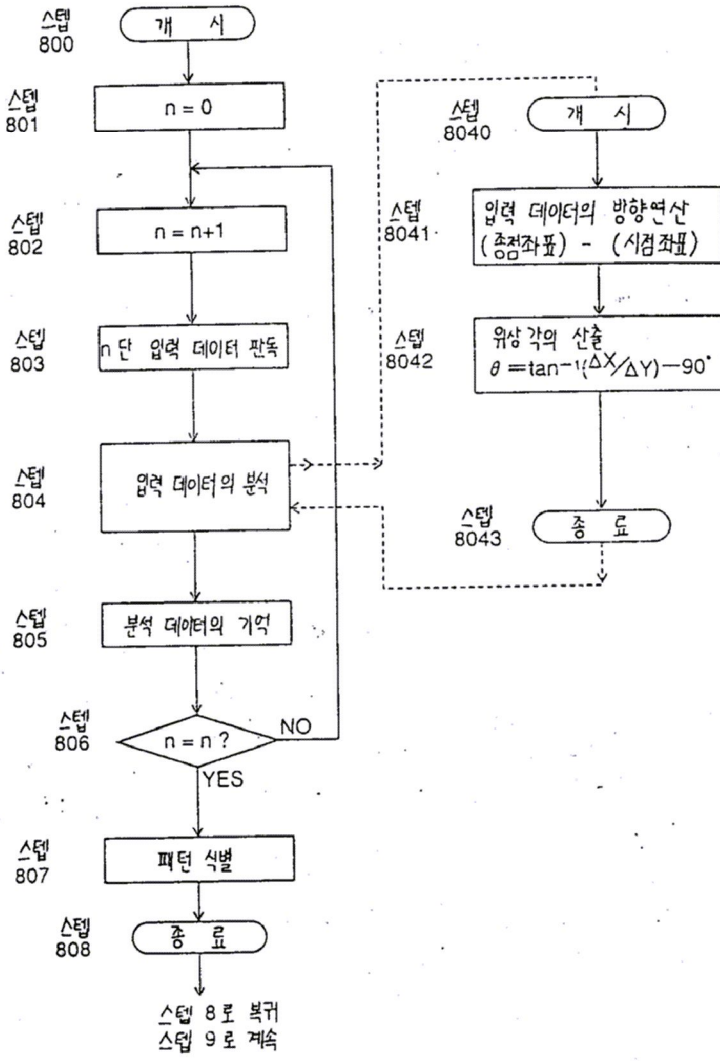 스텝
800
개 시
스텝
801
n = 0
스텝
802
n = n+1
스텝
803
n 단 입력 데이터 판독
스텝
804
입력 데이터의 분석
스텝
805
분석 데이터의 기억
스텝
806
n = n ?
NO
YES
스텝
807
패턴 식별
스텝
808
종 료
스텝 8로 복귀
스텝 9로 계속
스텝
8040
개 시
스텝
8041
입력 데이터의 방향연산
(종점좌표) - (시점좌표)
스텝
8042
위상각의 산출
θ=tan⁻¹(ΔX/ΔY)—90°
스텝
8043
종 료